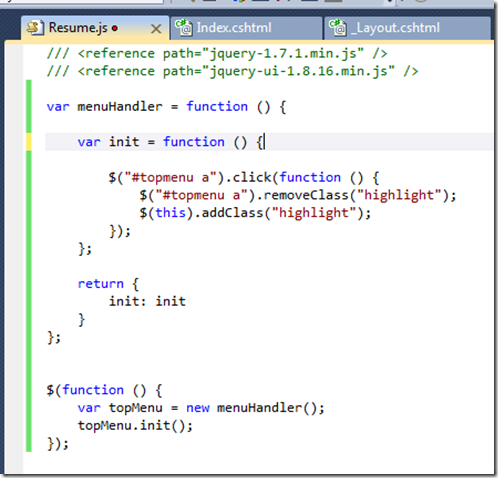 Resume.js
Index.cshtml
_Layout.cshtml
/// <reference path="jquery-1.7.1.min.js" />
/// <reference path="jquery-ui-1.8.16.min.js" />
var menuHandler = function () {
var init = function () {
$("#topmenu a").click(function () {
$("#topmenu a").removeClass("highlight");
$(this).addClass("highlight");
});
};
return {
init: init
}
};
$(function () {
var topMenu = new menuHandler();
topMenu.init();
});